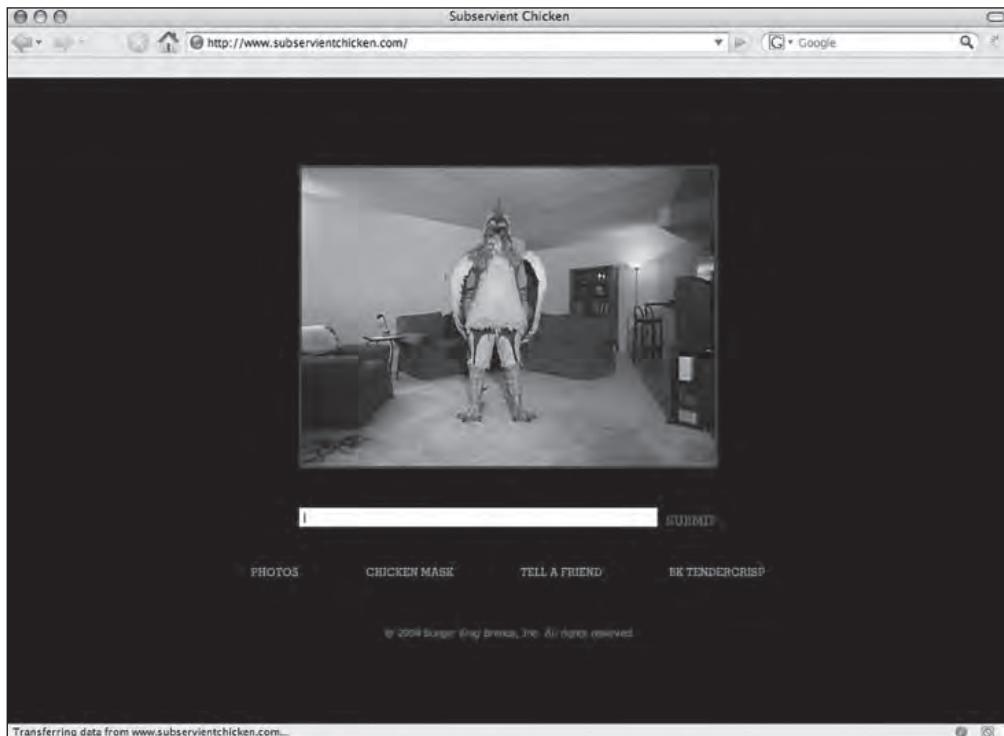 Subservient Chicken
http://www.subservientchicken.com/
G Google
SUBMIT
PHOTOS CHICKEN MASK TELL A FRIEND BK TENDERCRISP
© 2004 Burger King Brands, Inc. All rights reserved.
Transferring data from www.subservientchicken.com...